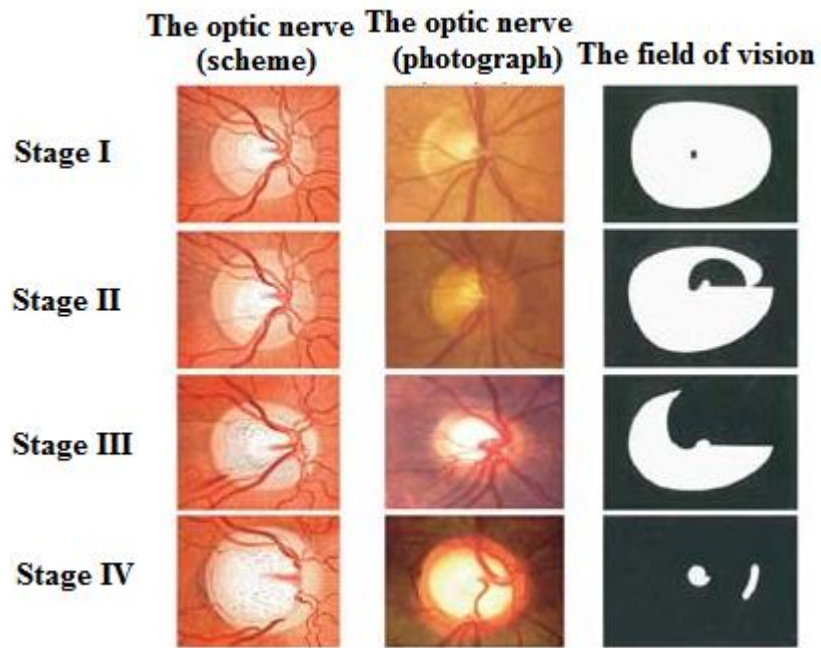 The optic nerve
(scheme)
The optic nerve
(photograph)
The field of vision
Stage I
Stage II
Stage III
Stage IV